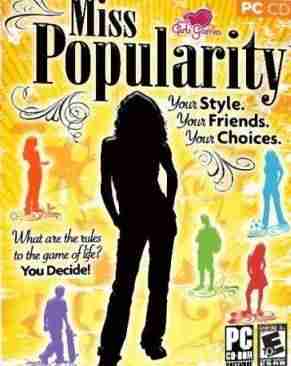 Miss
Popularity
Girl Games
PC CD
Your Style.
Your Friends.
Your Choices.
What are the rules
to the game of life?
You Decide!
PC
CD-ROM
E